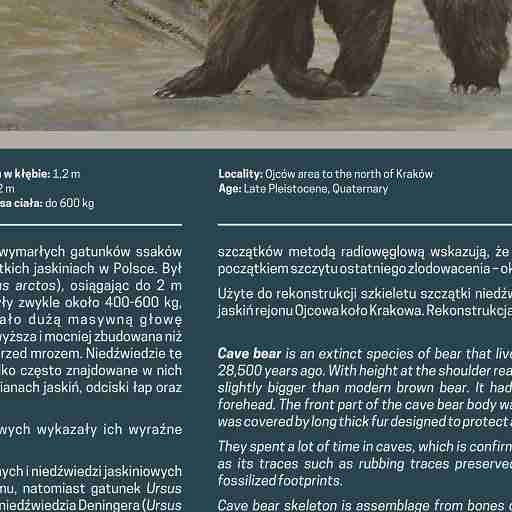 w kłębie: 1,2 m
2 m
sa ciała: do 600 kg
wymarłych gatunków ssaków
tkich jaskiniach w Polsce. Był
us arctos), osiągając do 2 m
yły zwykle około 400-600 kg,
ało dużą masywną głowę
wyższa i mocniej zbudowana niż
rzed mrozem. Niedźwiedzie te
lko często znajdowane w nich
ianach jaskiń, odciski łap oraz
wych wykazały ich wyraźne
nych i niedźwiedzi jaskiniowych
nu, natomiast gatunek Ursus
niedźwiedzia Deningera (Ursus
Locality: Ojców area to the north of Kraków
Age: Late Pleistocene, Quaternary
szczątków metodą radiowęglową wskazują, że
początkiem szczytu ostatniego zlodowacenia – ok
Użyto do rekonstrukcji szkieletu szczątki niedźw
jaskiń rejonu Ojcowa koło Krakowa. Rekonstrukcja
Cave bear is an extinct species of bear that live
28,500 years ago. With height at the shoulder rea
slightly bigger than modern brown bear. It had
forehead. The front part of the cave bear body wa
was covered by long thick fur designed to protect a
They spent a lot of time in caves, which is confirm
as its traces such as rubbing traces preserved
fossilized footprints.
Cave bear skeleton is assemblage from bones o